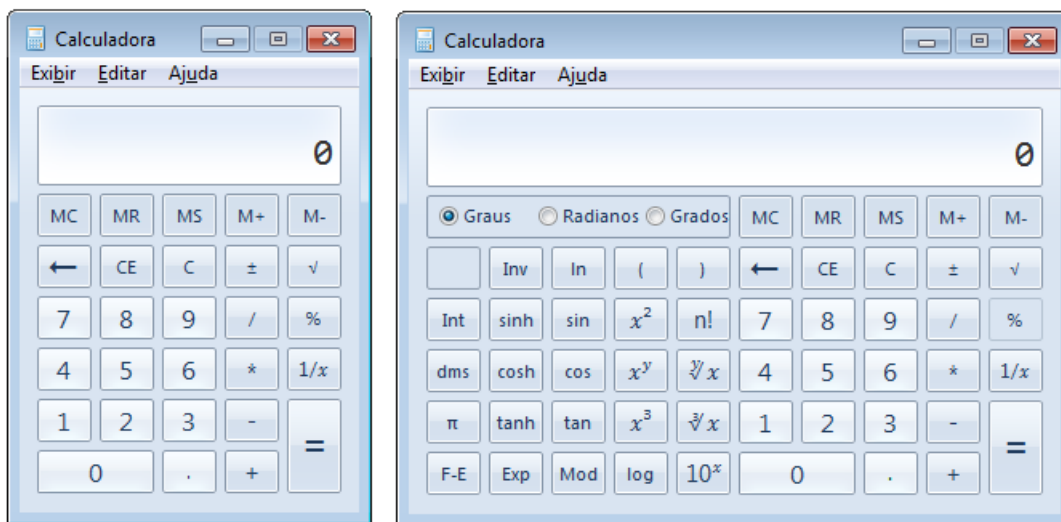 Calculadora
Exibir Editar Ajuda
0
MC MR MS M+ M-
← CE C ± √
7 8 9 / %
4 5 6 * 1/x
1 2 3 - =
0 . +
Calculadora
Exibir Editar Ajuda
0
Graus Radianos Grados MC MR MS M+ M-
Inv ln ( ) ← CE C ± √
Int sinh sin x² n! 7 8 9 / %
dms cosh cos xʸ ʸ√x 4 5 6 * 1/x
π tanh tan x³ ³√x 1 2 3 - =
F-E Exp Mod log 10ˣ 0 . +